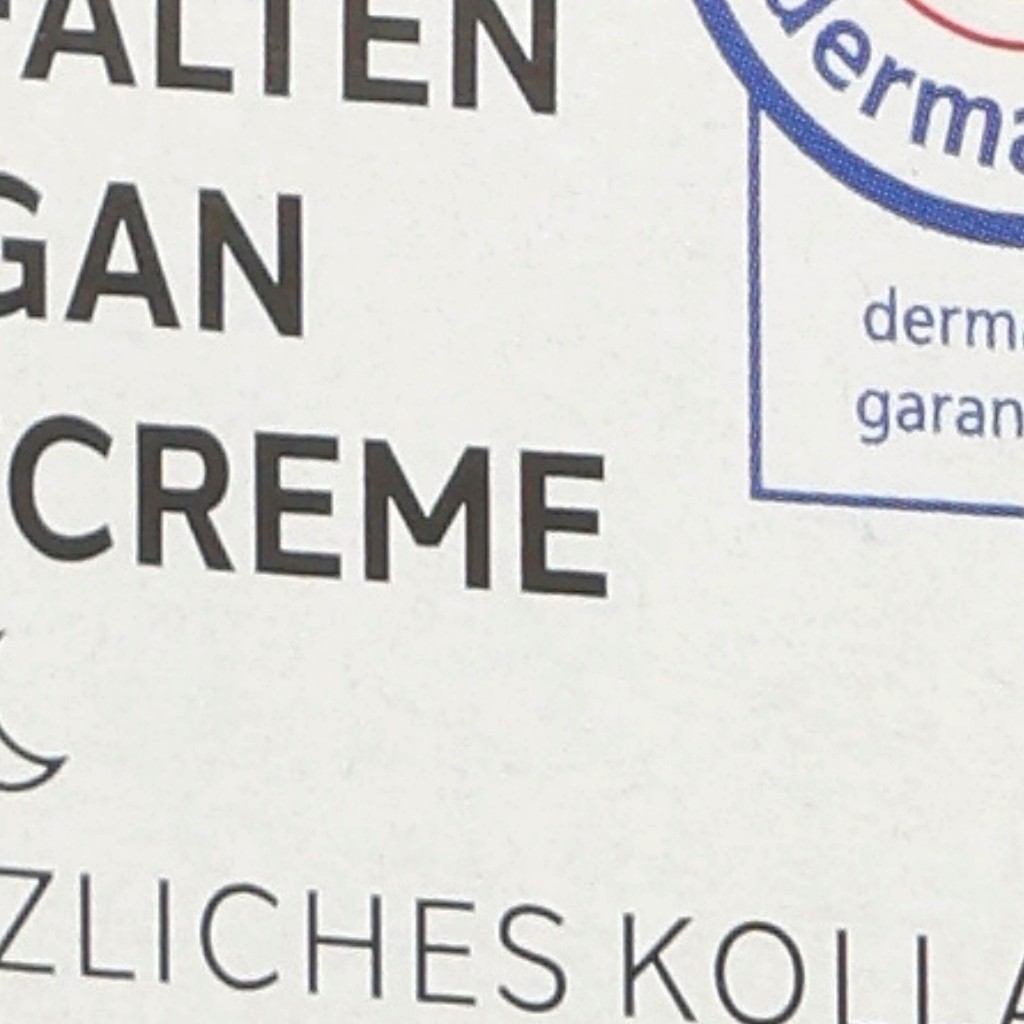 FALTEN
GAN
CREME
ZLICHES KOLLA
derma
derma
garan